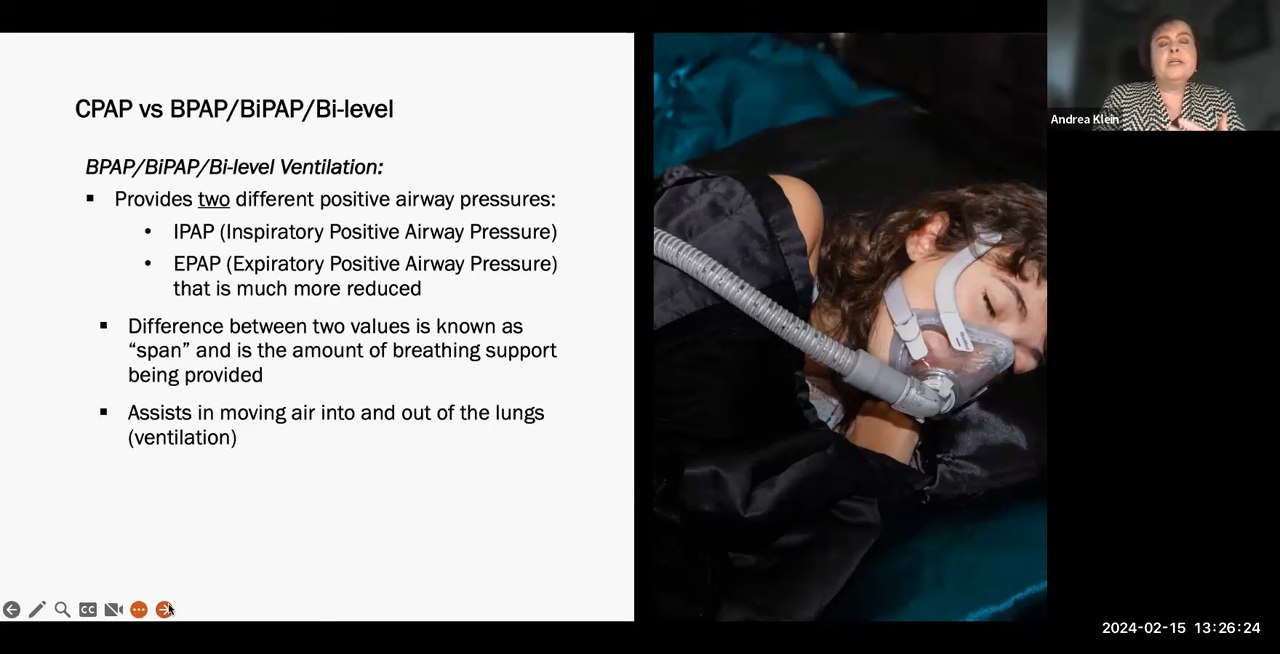 CPAP vs BPAP/BiPAP/Bi-level
BPAP/BiPAP/Bi-level Ventilation:
▪ Provides two different positive airway pressures:
• IPAP (Inspiratory Positive Airway Pressure)
• EPAP (Expiratory Positive Airway Pressure)
that is much more reduced
▪ Difference between two values is known as
“span” and is the amount of breathing support
being provided
▪ Assists in moving air into and out of the lungs
(ventilation)
CC
Andrea Klein
2024-02-15 13:26:24